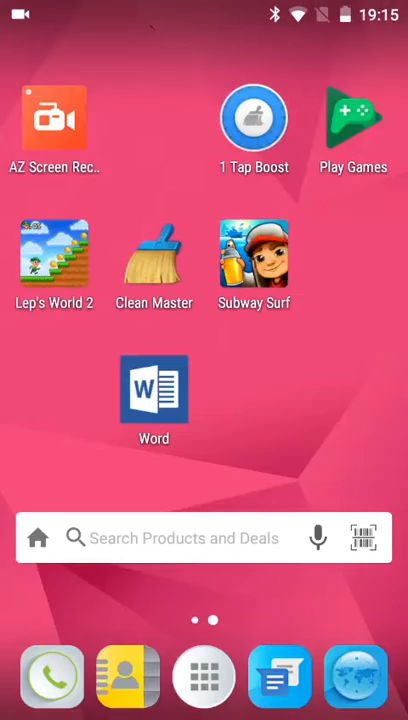 19:15
AZ Screen Rec..
1 Tap Boost
Play Games
Lep's World 2
Clean Master
Subway Surf
W
Word
Search Products and Deals